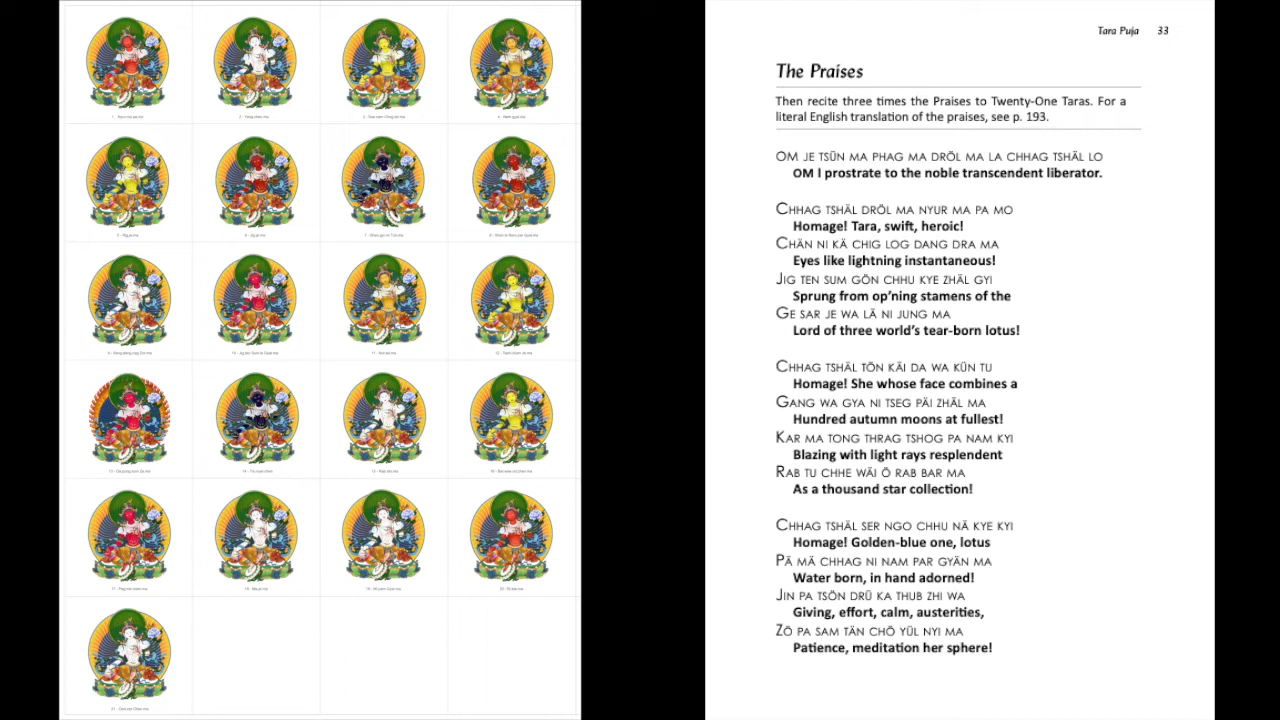 Tara Puja 33
The Praises
Then recite three times the Praises to Twenty-One Taras. For a
literal English translation of the praises, see p. 193.
OM JE TSÜN MA PHAG MA DRÖL MA LA CHHAG TSHÄL LO
OM I prostrate to the noble transcendent liberator.
CHHAG TSHÄL DRÖL MA NYUR MA PA MO
Homage! Tara, swift, heroic!
CHÄN NI KÄ CHIG LOG DANG DRA MA
Eyes like lightning instantaneous!
JIG TEN SUM GÖN CHHU KYE ZHÄL GYI
Sprung from op'ning stamens of the
GE SAR JE WA LÄ NI JUNG MA
Lord of three world's tear-born lotus!
CHHAG TSHÄL TÖN KÄI DA WA KÜN TU
Homage! She whose face combines a
GANG WA GYA NI TSEG PÄI ZHÄL MA
Hundred autumn moons at fullest!
KAR MA TONG THRAG TSHOG PA NAM KYI
Blazing with light rays resplendent
RAB TU CHHE WÄI Ö RAB BAR MA
As a thousand star collection!
CHHAG TSHÄL SER NGO CHHU NÄ KYE KYI
Homage! Golden-blue one, lotus
PÄ MÄ CHHAG NI NAM PAR GYÄN MA
Water born, in hand adorned!
JIN PA TSÖN DRÜ KA THUB ZHI WA
Giving, effort, calm, austerities,
ZÖ PA SAM TÄN CHÖ YÜL NYI MA
Patience, meditation her sphere!